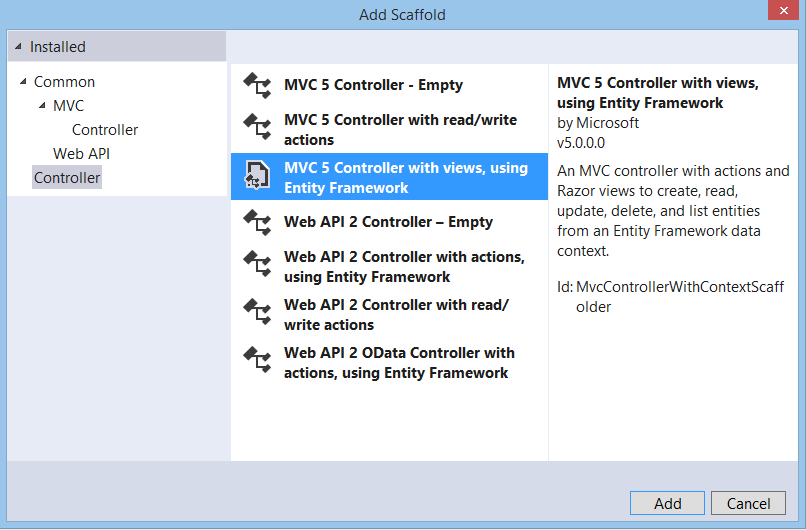 Add Scaffold
Installed
Common
MVC
Controller
Web API
Controller
MVC 5 Controller - Empty
MVC 5 Controller with read/write
actions
MVC 5 Controller with views, using
Entity Framework
Web API 2 Controller – Empty
Web API 2 Controller with actions,
using Entity Framework
Web API 2 Controller with read/
write actions
Web API 2 OData Controller with
actions, using Entity Framework
MVC 5 Controller with views,
using Entity Framework
by Microsoft
v5.0.0.0
An MVC controller with actions and
Razor views to create, read,
update, delete, and list entities
from an Entity Framework data
context.
Id: MvcControllerWithContextScaff
older
Add
Cancel